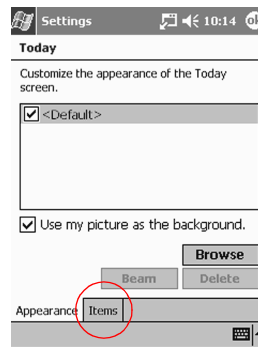 Settings 10:14 ok
Today
Customize the appearance of the Today
screen.
<Default>
Use my picture as the background.
Browse
Beam Delete
Appearance Items